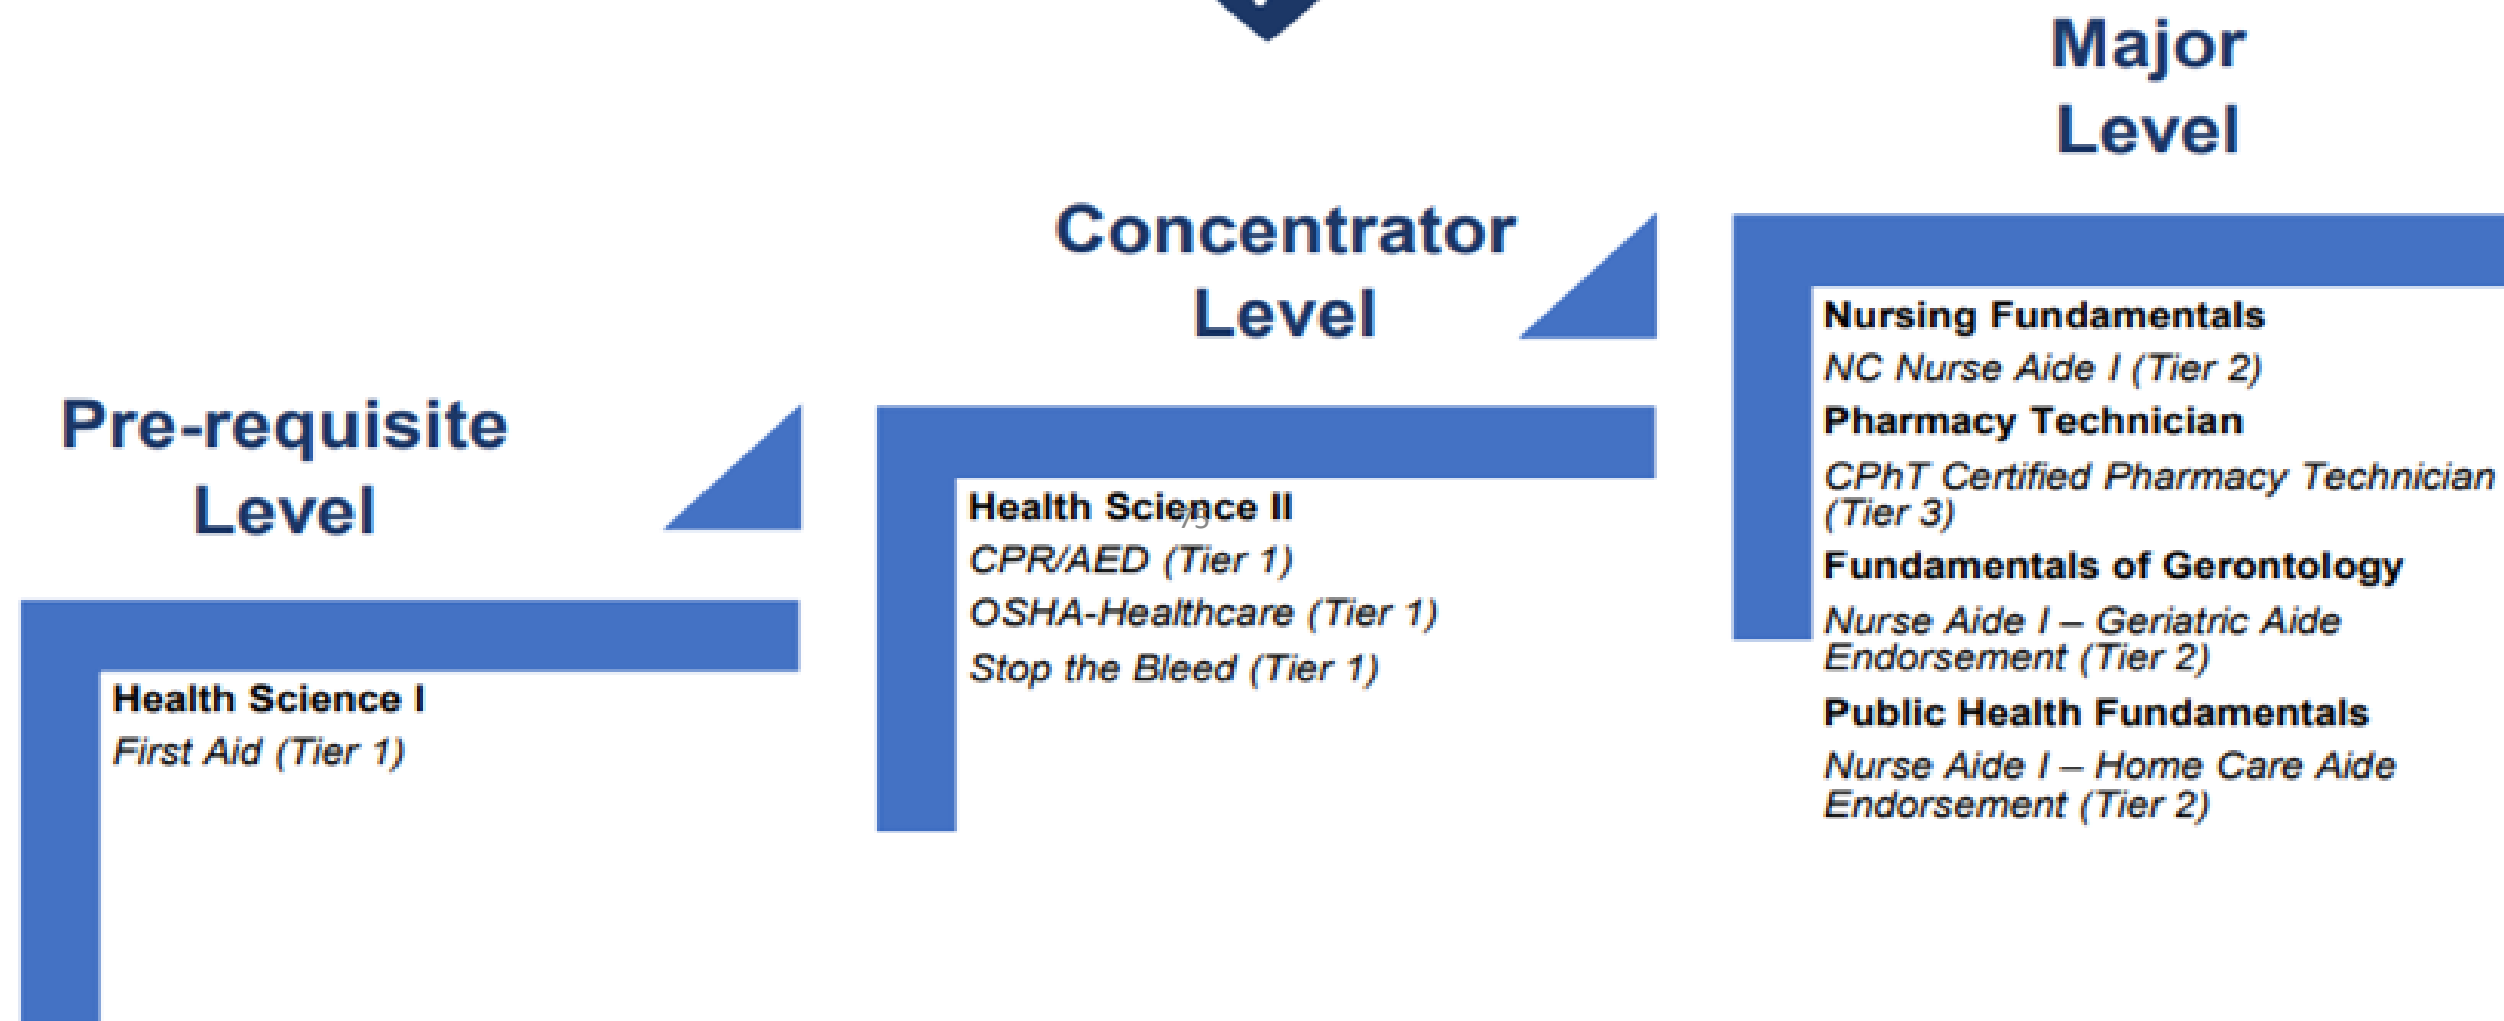 Pre-requisite
Level
Health Science I
First Aid (Tier 1)
Concentrator
Level
Health Science II
75
CPR/AED (Tier 1)
OSHA-Healthcare (Tier 1)
Stop the Bleed (Tier 1)
Major
Level
Nursing Fundamentals
NC Nurse Aide I (Tier 2)
Pharmacy Technician
CPhT Certified Pharmacy Technician
(Tier 3)
Fundamentals of Gerontology
Nurse Aide I – Geriatric Aide
Endorsement (Tier 2)
Public Health Fundamentals
Nurse Aide I – Home Care Aide
Endorsement (Tier 2)